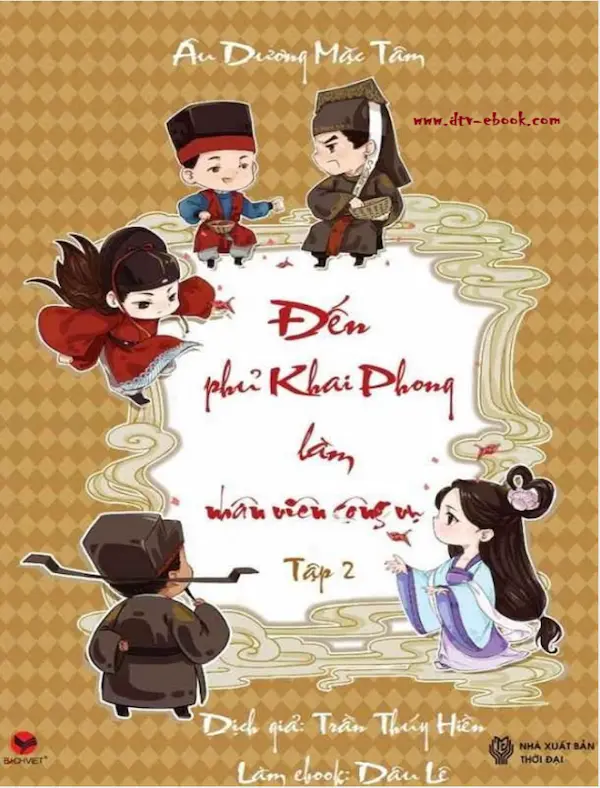 Âu Dương Mặc Tâm
www.dtv-ebook.com
Đến
phủ Khai Phong
làm
nhân viên công vụ
Tập 2
Dịch giả: Trần Thúy Hiền
BACHVIET
NHÀ XUẤT BẢN
THỜI ĐẠI
Làm ebook: Dâu Lê